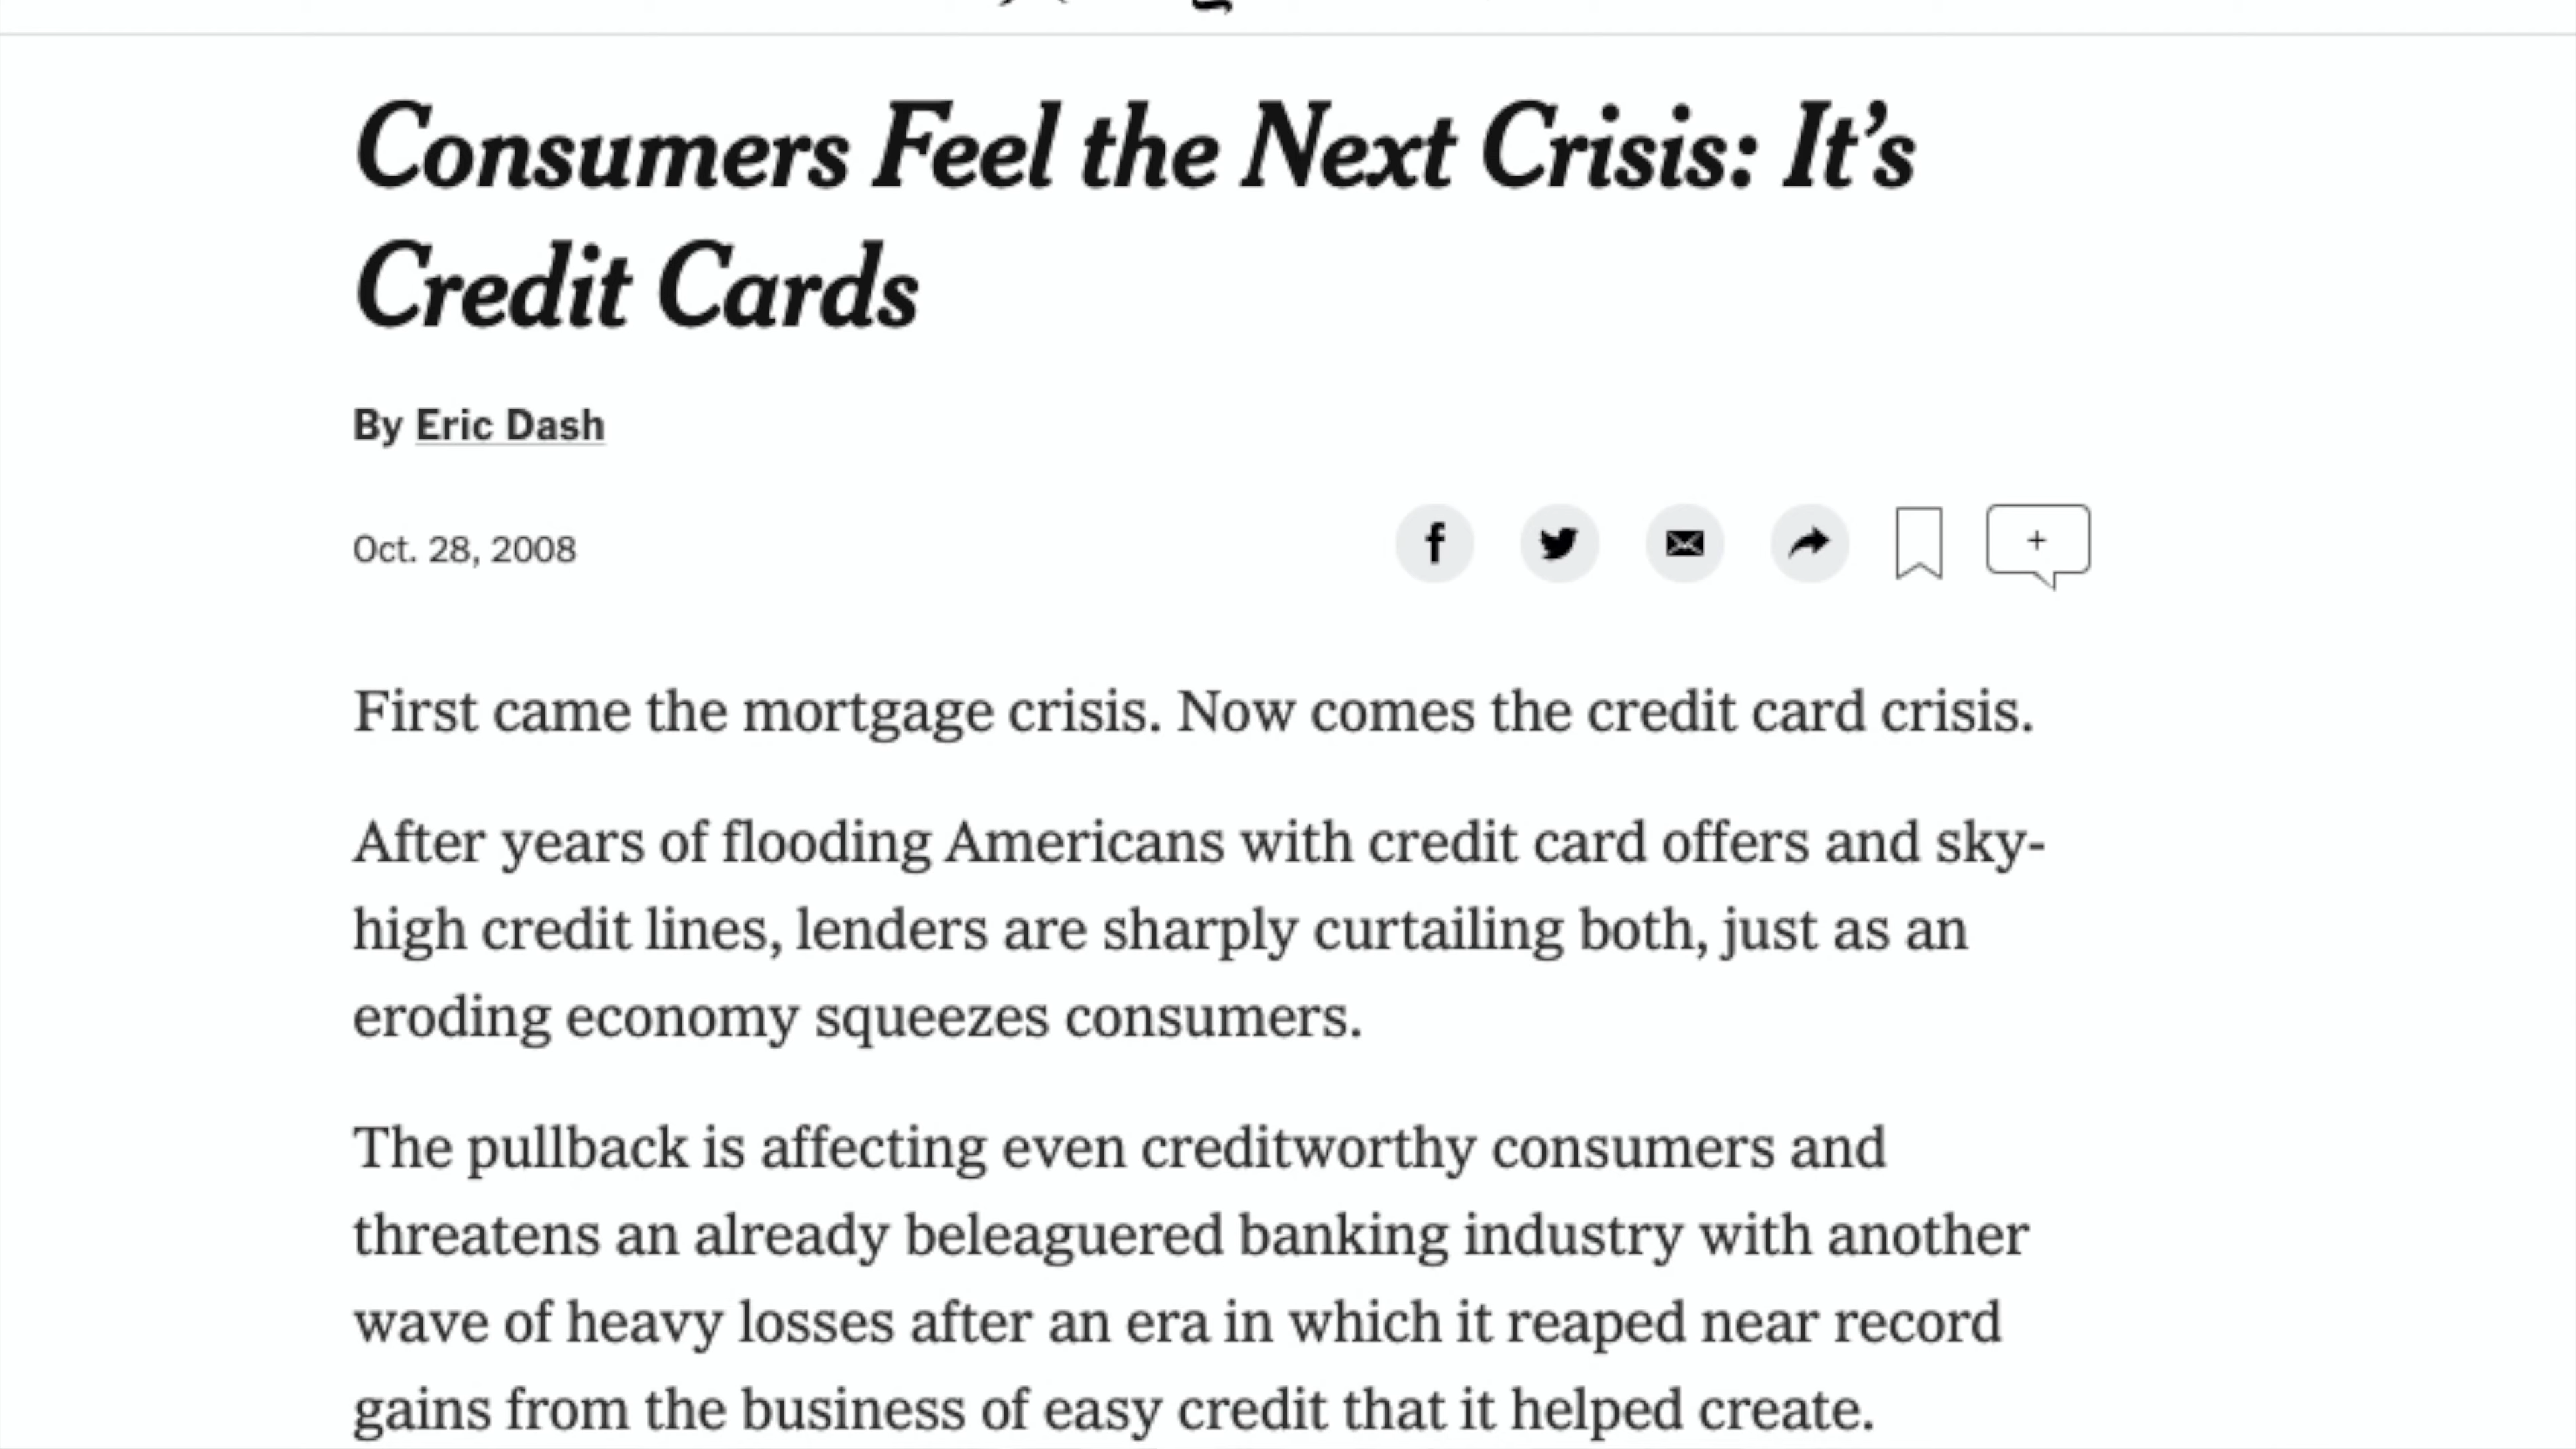 Consumers Feel the Next Crisis: It’s
Credit Cards
By Eric Dash
Oct. 28, 2008
First came the mortgage crisis. Now comes the credit card crisis.
After years of flooding Americans with credit card offers and sky-
high credit lines, lenders are sharply curtailing both, just as an
eroding economy squeezes consumers.
The pullback is affecting even creditworthy consumers and
threatens an already beleaguered banking industry with another
wave of heavy losses after an era in which it reaped near record
gains from the business of easy credit that it helped create.